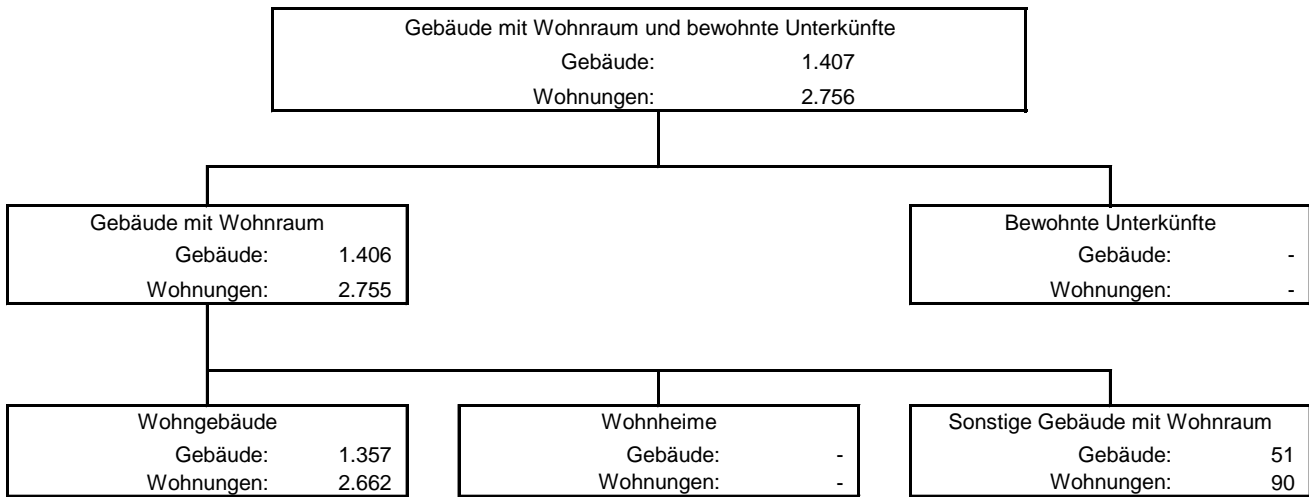 Gebäude mit Wohnraum und bewohnte Unterkünfte
Gebäude: 1.407
Wohnungen: 2.756
Gebäude mit Wohnraum
Gebäude: 1.406
Wohnungen: 2.755
Bewohnte Unterkünfte
Gebäude: -
Wohnungen: -
Wohngebäude
Gebäude: 1.357
Wohnungen: 2.662
Wohnheime
Gebäude: -
Wohnungen: -
Sonstige Gebäude mit Wohnraum
Gebäude: 51
Wohnungen: 90